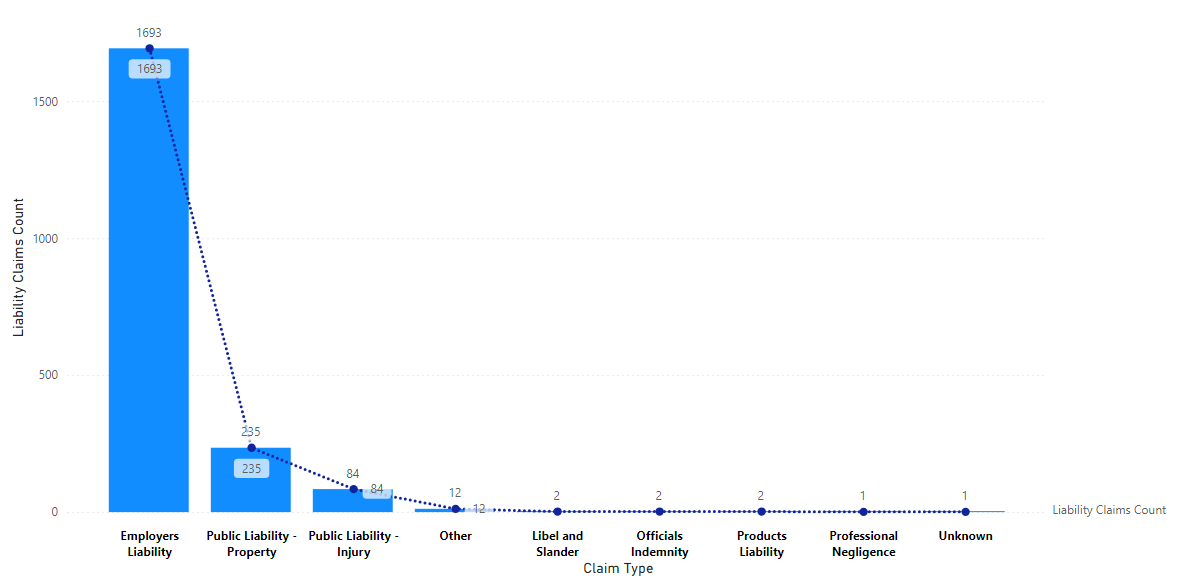 1693
1693
1500
Liability Claims Count
1000
500
235
235
84
84
12
12
2
2
2
1
1
0
Liability Claims Count
Employers
Liability
Public Liability -
Property
Public Liability -
Injury
Other
Libel and
Slander
Officials
Indemnity
Products
Liability
Professional
Negligence
Unknown
Claim Type